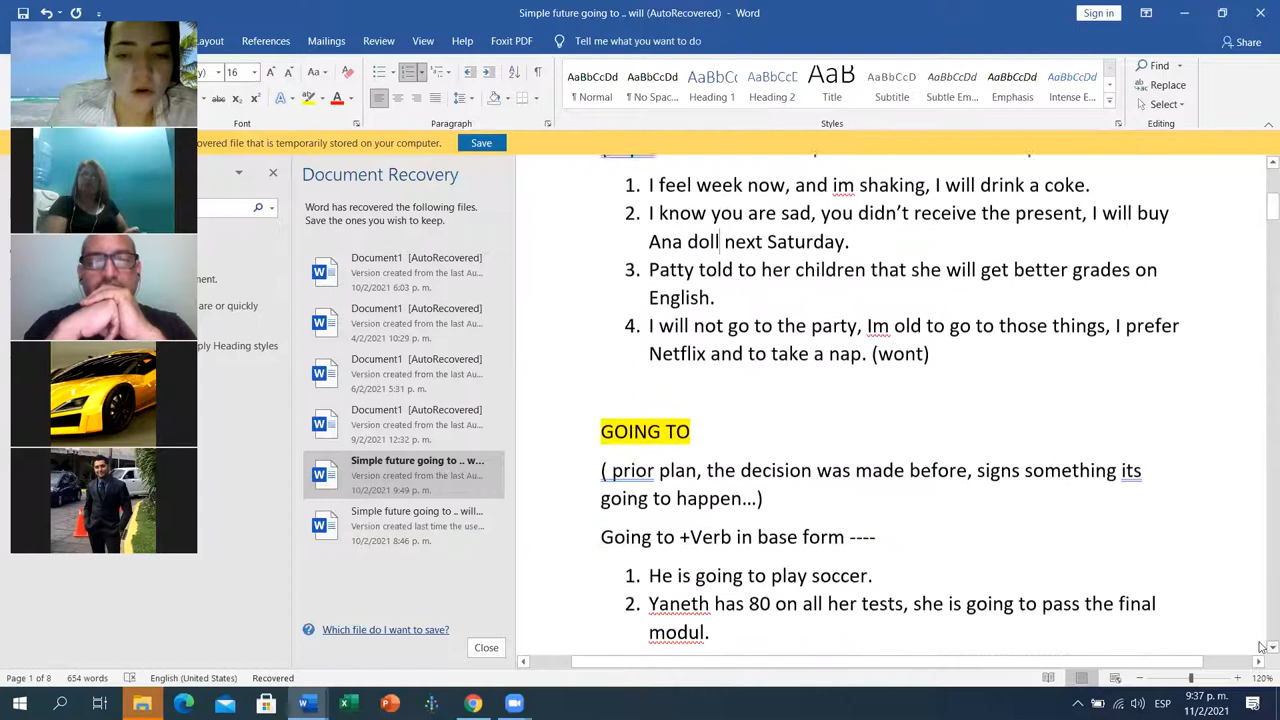 Simple future going to .. will (AutoRecovered) - Word
Sign in
References Mailings Review View Help Foxit PDF Tell me what you want to do
Share
16
AaBbCcDd AaBbCcDd AaBbC( AaBbCcC AaB AaBbCcD AaBbCcDd AaBbCcDd AaBbCcDd
¶ Normal ¶ No Spac... Heading 1 Heading 2 Title Subtitle Subtle Em... Emphasis Intense E...
Find
Replace
Select
Font Paragraph Styles Editing
overed file that is temporarily stored on your computer. Save
Document Recovery
Word has recovered the following files.
Save the ones you wish to keep.
Document1 [AutoRecovered]
Version created from the last Au...
10/2/2021 6:03 p. m.
Document1 [AutoRecovered]
Version created from the last Au...
4/2/2021 10:29 p. m.
Document1 [AutoRecovered]
Version created from the last Au...
6/2/2021 5:31 p. m.
Document1 [AutoRecovered]
Version created from the last Au...
9/2/2021 12:32 p. m.
Simple future going to .. w...
Version created from the last Au...
10/2/2021 9:49 p. m.
Simple future going to .. will...
Version created last time the use...
10/2/2021 8:46 p. m.
Which file do I want to save?
Close
ment.
are or quickly
ply Heading styles
1. I feel week now, and im shaking, I will drink a coke.
2. I know you are sad, you didn’t receive the present, I will buy
Ana doll next Saturday.
3. Patty told to her children that she will get better grades on
English.
4. I will not go to the party, Im old to go to those things, I prefer
Netflix and to take a nap. (wont)
GOING TO
( prior plan, the decision was made before, signs something its
going to happen...)
Going to +Verb in base form ----
1. He is going to play soccer.
2. Yaneth has 80 on all her tests, she is going to pass the final
modul.
Page 1 of 8 654 words English (United States) Recovered
120%
ESP
9:37 p. m.
11/2/2021